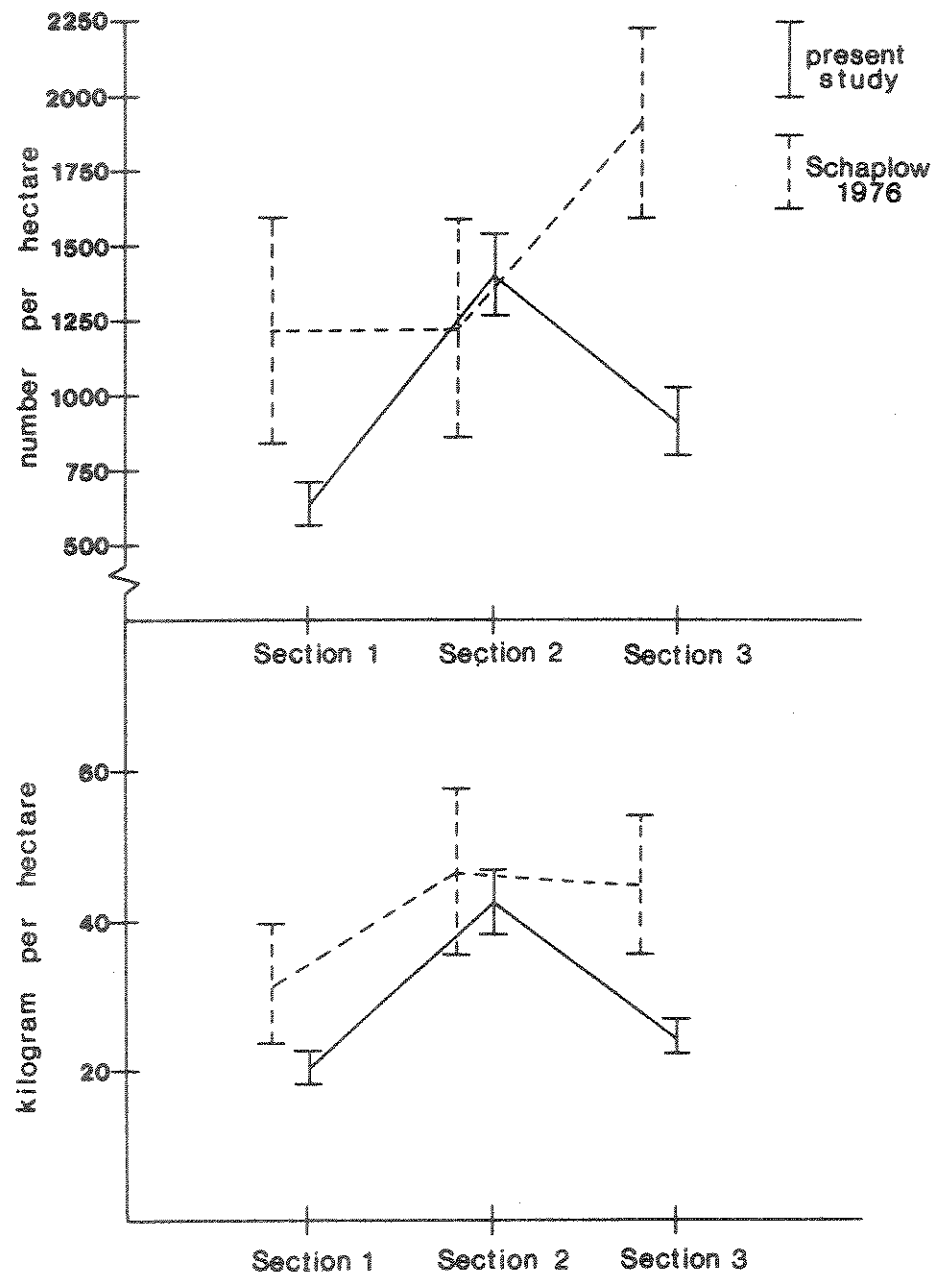 2250
2000
1750
1500
1250
1000
750
500
number per hectare
present
study
Schaplow
1976
Section 1 Section 2 Section 3
60
40
20
kilogram per hectare
Section 1 Section 2 Section 3